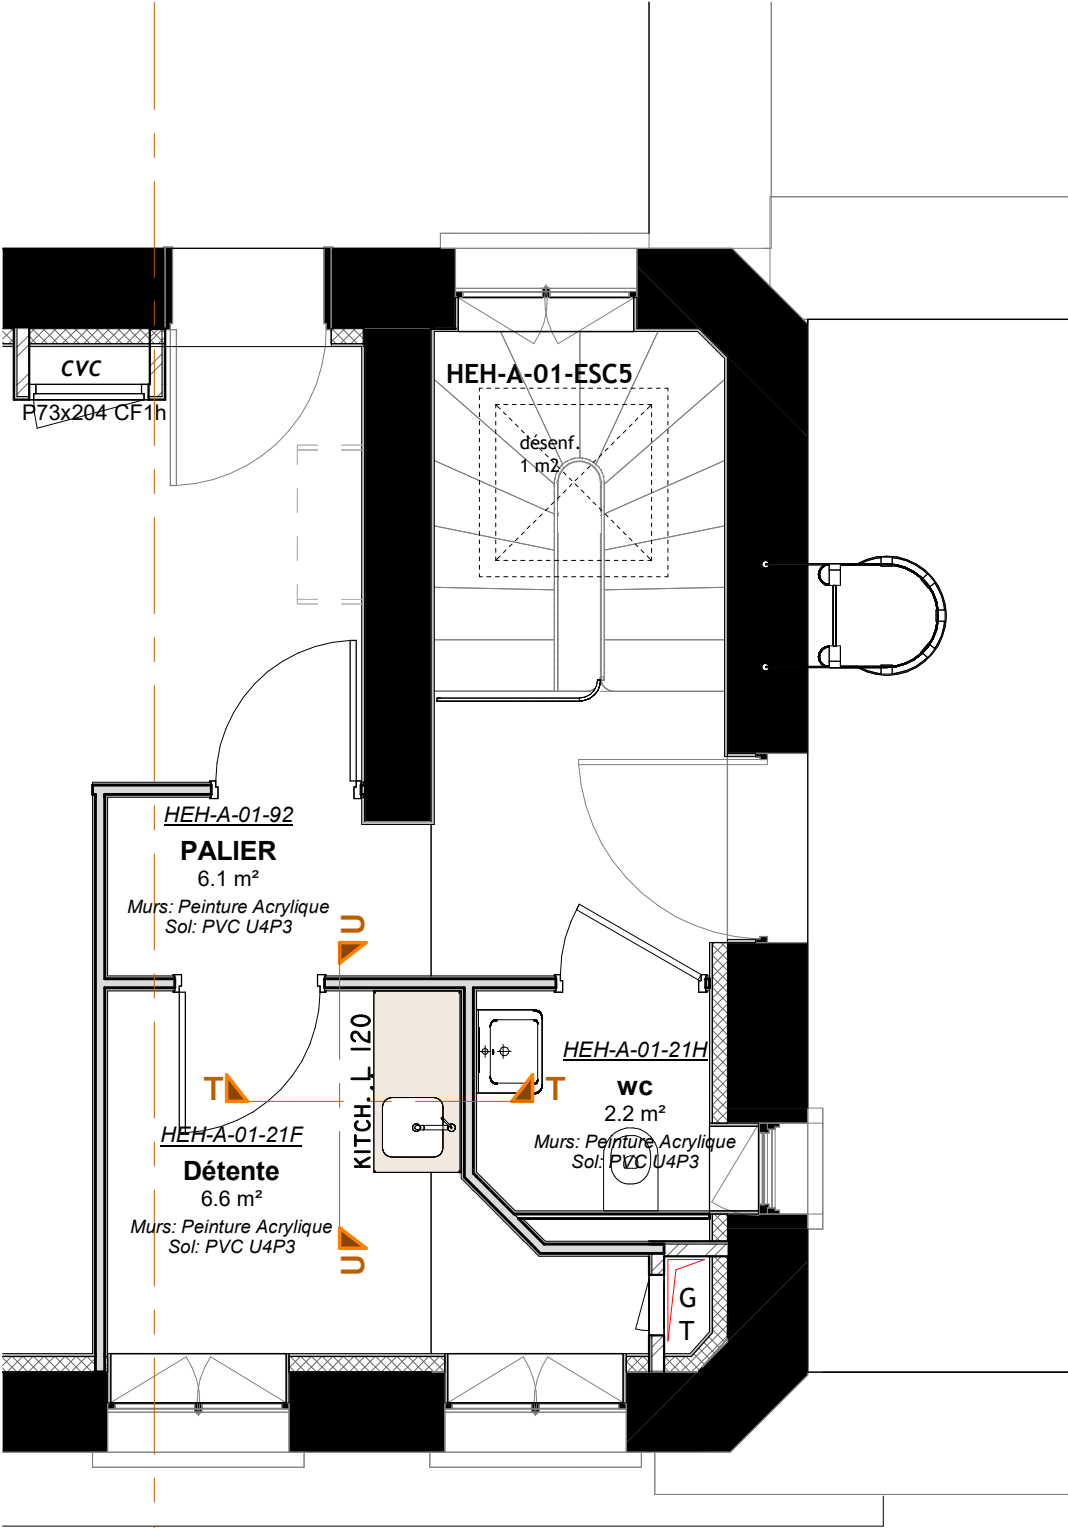 CVC
P73x204 CF1h
HEH-A-01-ESC5
désenf.
1 m2
HEH-A-01-92
PALIER
6.1 m²
Murs: Peinture Acrylique
Sol: PVC U4P3
U
KITCH. L 120
T
T
HEH-A-01-21H
wc
2.2 m²
Murs: Peinture Acrylique
Sol: PVC U4P3
HEH-A-01-21F
Détente
6.6 m²
Murs: Peinture Acrylique
Sol: PVC U4P3
U
G
T